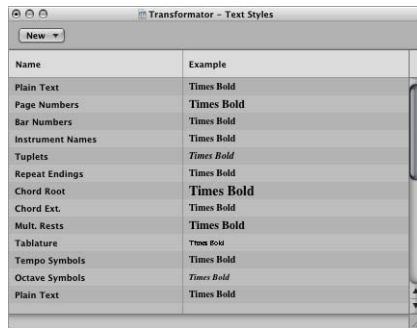 Transformator – Text Styles
New
Name Example
Plain Text Times Bold
Page Numbers Times Bold
Bar Numbers Times Bold
Instrument Names Times Bold
Tuplets Times Bold
Repeat Endings Times Bold
Chord Root Times Bold
Chord Ext. Times Bold
Mult. Rests Times Bold
Tablature Times Bold
Tempo Symbols Times Bold
Octave Symbols Times Bold
Plain Text Times Bold